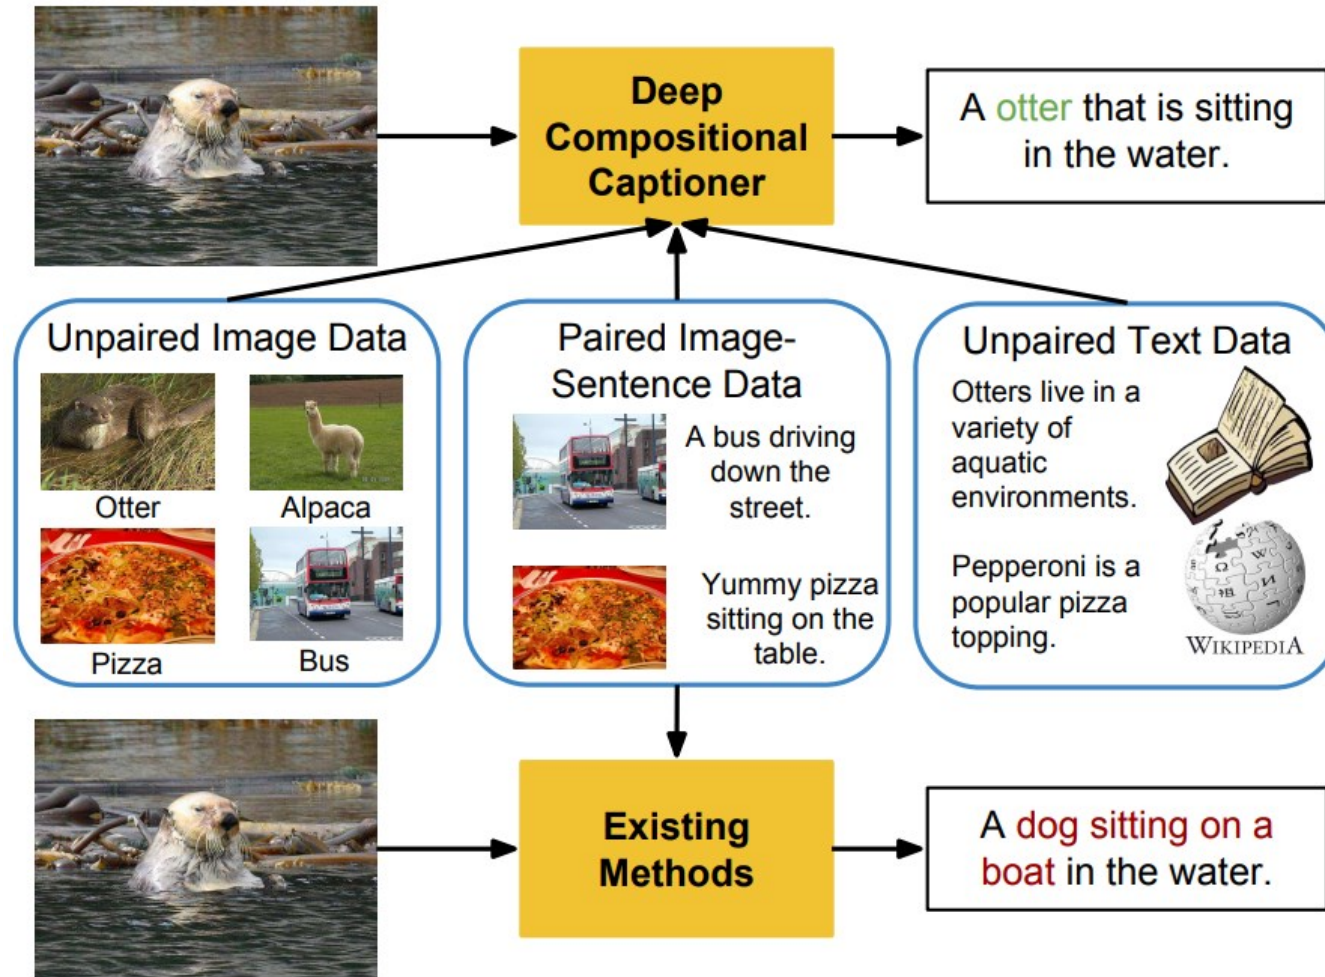 Deep
Compositional
Captioner
A otter that is sitting
in the water.
Unpaired Image Data
Otter
Alpaca
Pizza
Bus
Paired Image-
Sentence Data
A bus driving
down the
street.
Yummy pizza
sitting on the
table.
Unpaired Text Data
Otters live in a
variety of
aquatic
environments.
Pepperoni is a
popular pizza
topping.
WIKIPEDIA
Existing
Methods
A dog sitting on a
boat in the water.